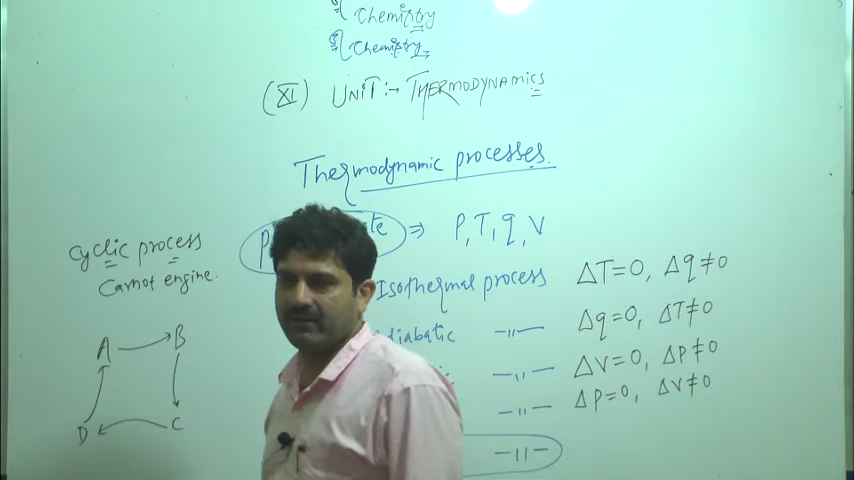 Chemistry
Chemistry
(XI) UNIT:→ THERMODYNAMICS
Thermodynamic processes.
⇒ P, T, q, V
cyclic process
Carnot engine.
A → B
D ← C
Isothermal process ΔT=0, Δq≠0
diabatic —"— Δq=0, ΔT≠0
—"— ΔV=0, ΔP≠0
—"— ΔP=0, ΔV≠0
—"—